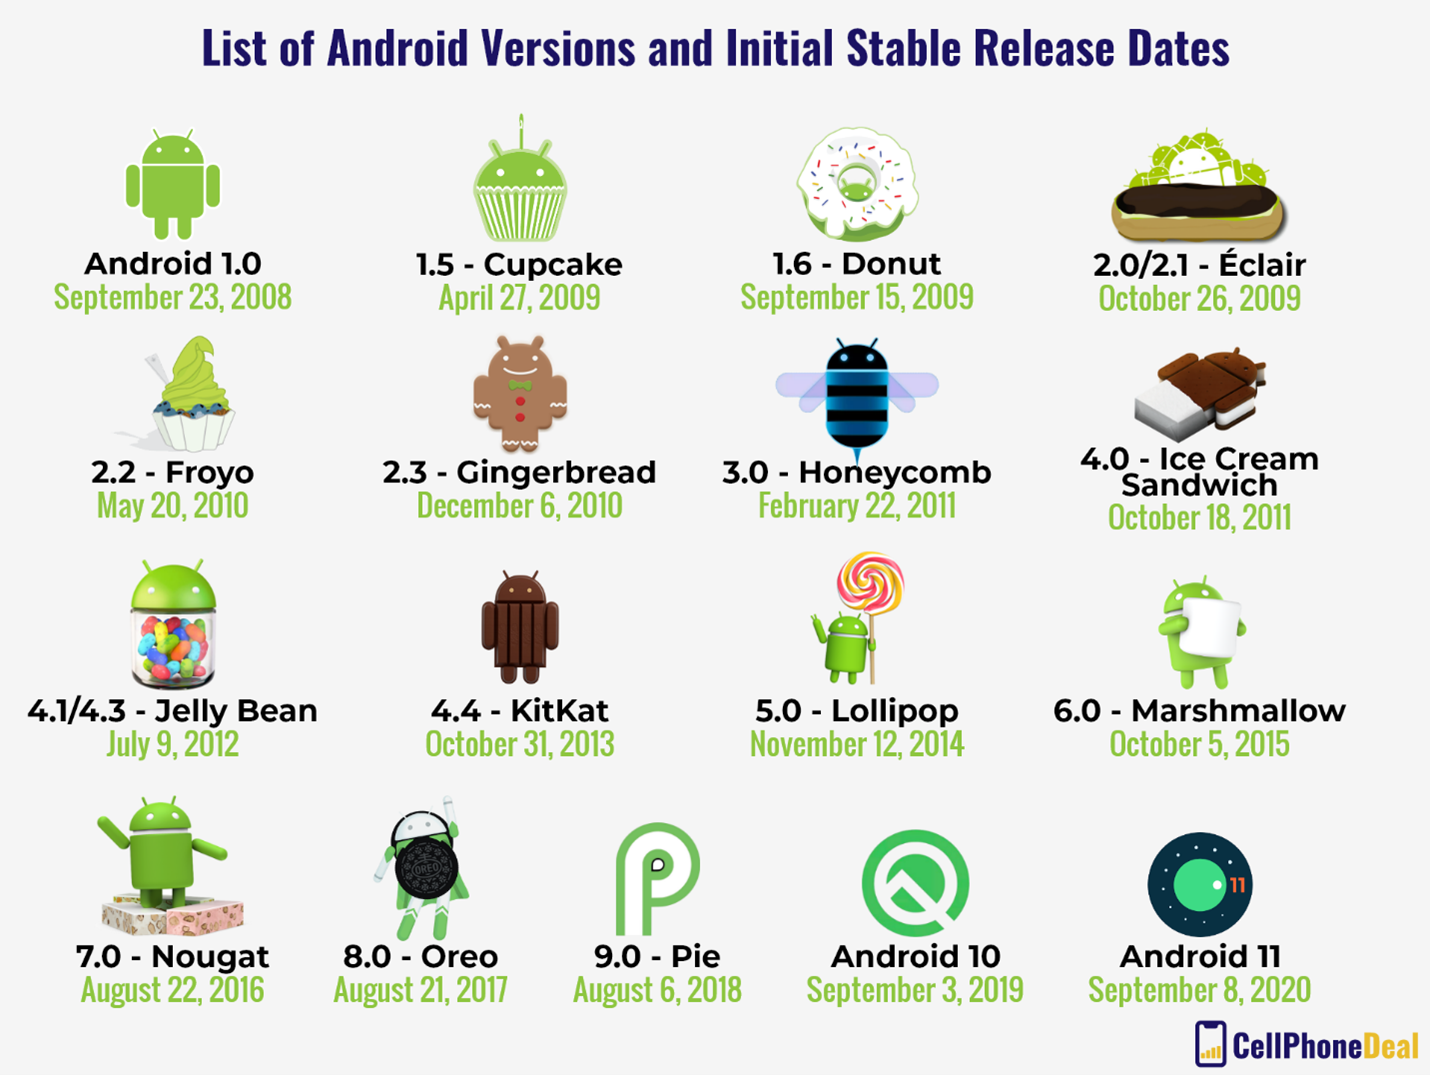 List of Android Versions and Initial Stable Release Dates
Android 1.0
September 23, 2008
1.5 - Cupcake
April 27, 2009
1.6 - Donut
September 15, 2009
2.0/2.1 - Éclair
October 26, 2009
2.2 - Froyo
May 20, 2010
2.3 - Gingerbread
December 6, 2010
3.0 - Honeycomb
February 22, 2011
4.0 - Ice Cream
Sandwich
October 18, 2011
4.1/4.3 - Jelly Bean
July 9, 2012
4.4 - KitKat
October 31, 2013
5.0 - Lollipop
November 12, 2014
6.0 - Marshmallow
October 5, 2015
OREO
11
7.0 - Nougat
August 22, 2016
8.0 - Oreo
August 21, 2017
9.0 - Pie
August 6, 2018
Android 10
September 3, 2019
Android 11
September 8, 2020
CellPhoneDeal